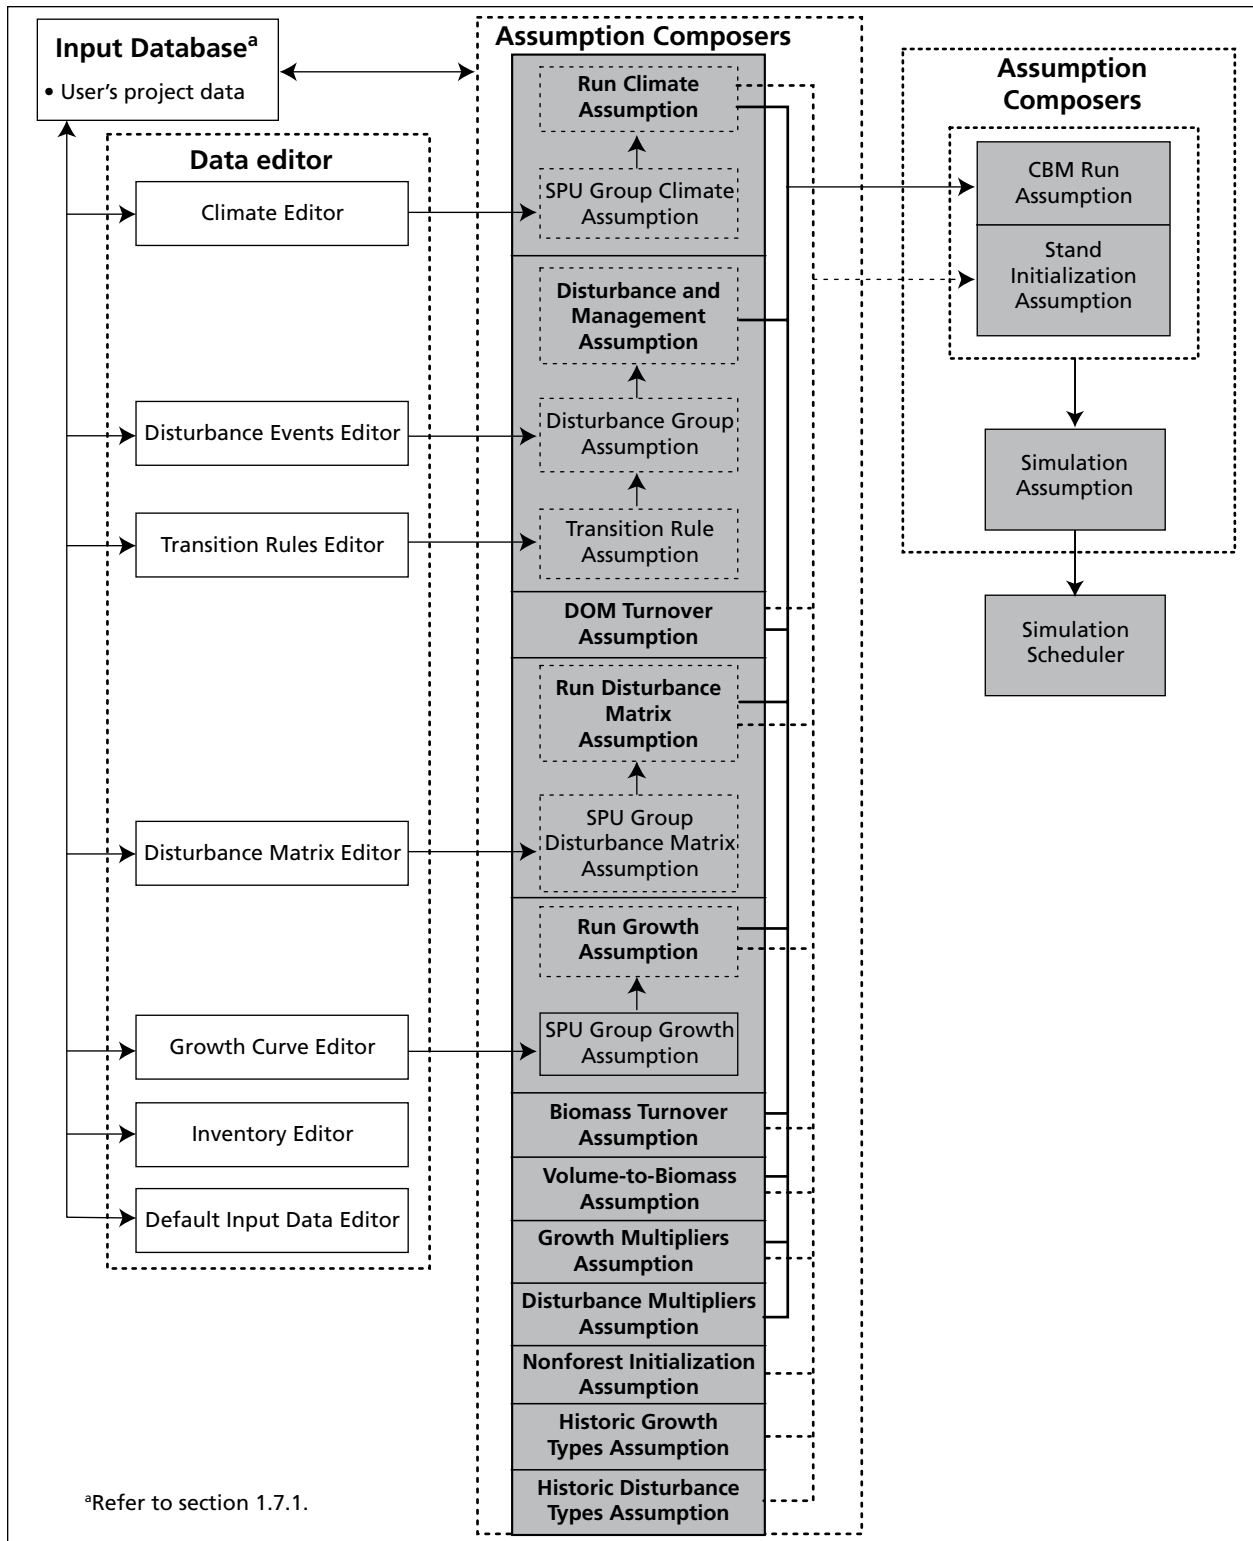 Input Databaseᵃ
• User's project data
Data editor
Climate Editor
Disturbance Events Editor
Transition Rules Editor
Disturbance Matrix Editor
Growth Curve Editor
Inventory Editor
Default Input Data Editor
Assumption Composers
Run Climate
Assumption
SPU Group Climate
Assumption
Disturbance and
Management
Assumption
Disturbance Group
Assumption
Transition Rule
Assumption
DOM Turnover
Assumption
Run Disturbance
Matrix
Assumption
SPU Group
Disturbance Matrix
Assumption
Run Growth
Assumption
SPU Group Growth
Assumption
Biomass Turnover
Assumption
Volume-to-Biomass
Assumption
Growth Multipliers
Assumption
Disturbance Multipliers
Assumption
Nonforest Initialization
Assumption
Historic Growth
Types Assumption
Historic Disturbance
Types Assumption
Assumption
Composers
CBM Run
Assumption
Stand
Initialization
Assumption
Simulation
Assumption
Simulation
Scheduler
ᵃRefer to section 1.7.1.